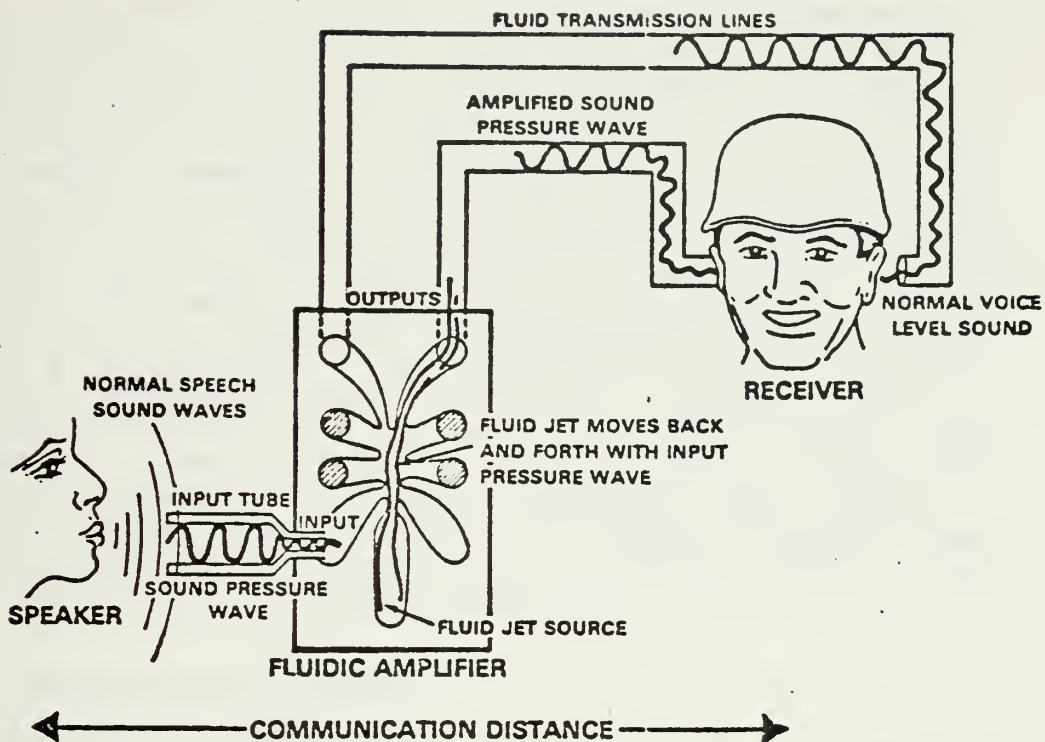 FLUID TRANSMISSION LINES
AMPLIFIED SOUND
PRESSURE WAVE
OUTPUTS
NORMAL VOICE
LEVEL SOUND
RECEIVER
NORMAL SPEECH
SOUND WAVES
FLUID JET MOVES BACK
AND FORTH WITH INPUT
PRESSURE WAVE
INPUT TUBE
INPUT
SOUND PRESSURE
WAVE
SPEAKER
FLUID JET SOURCE
FLUIDIC AMPLIFIER
COMMUNICATION DISTANCE